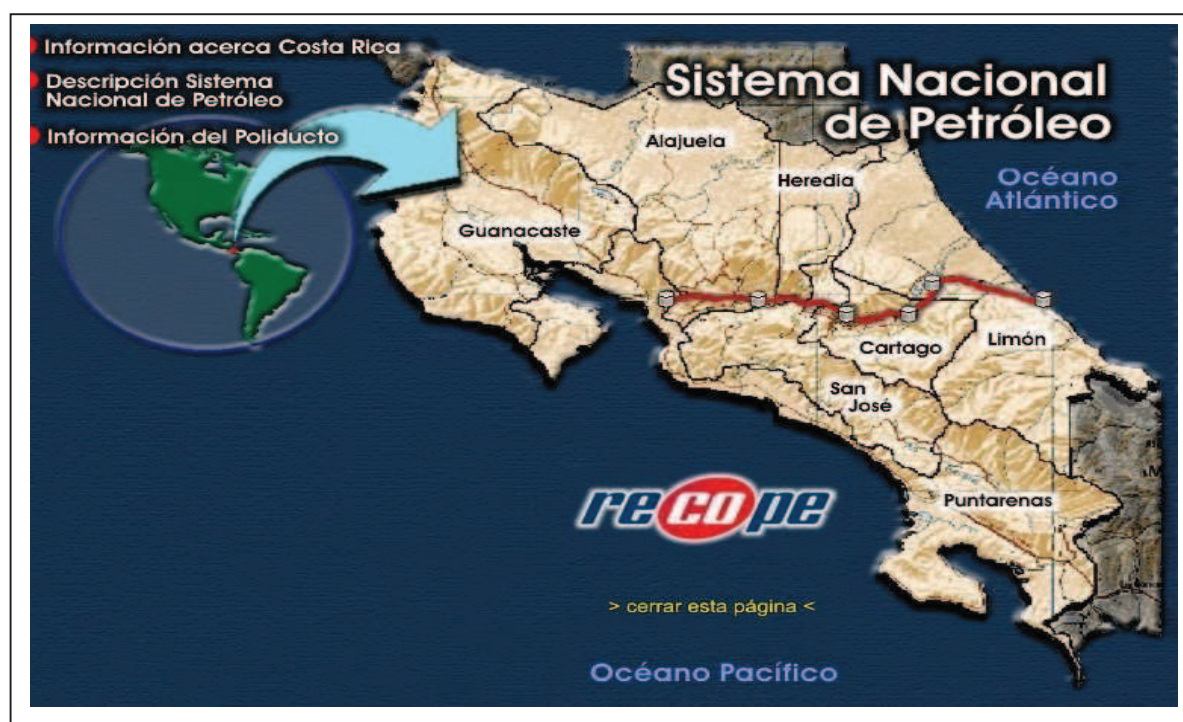 Información acerca Costa Rica
Descripción Sistema
Nacional de Petróleo
Información del Poliducto
Sistema Nacional
de Petróleo
Alajuela
Heredia
Océano
Atlántico
Guanacaste
Cartago
Limón
San
José
Puntarenas
recope
> cerrar esta página <
Océano Pacífico